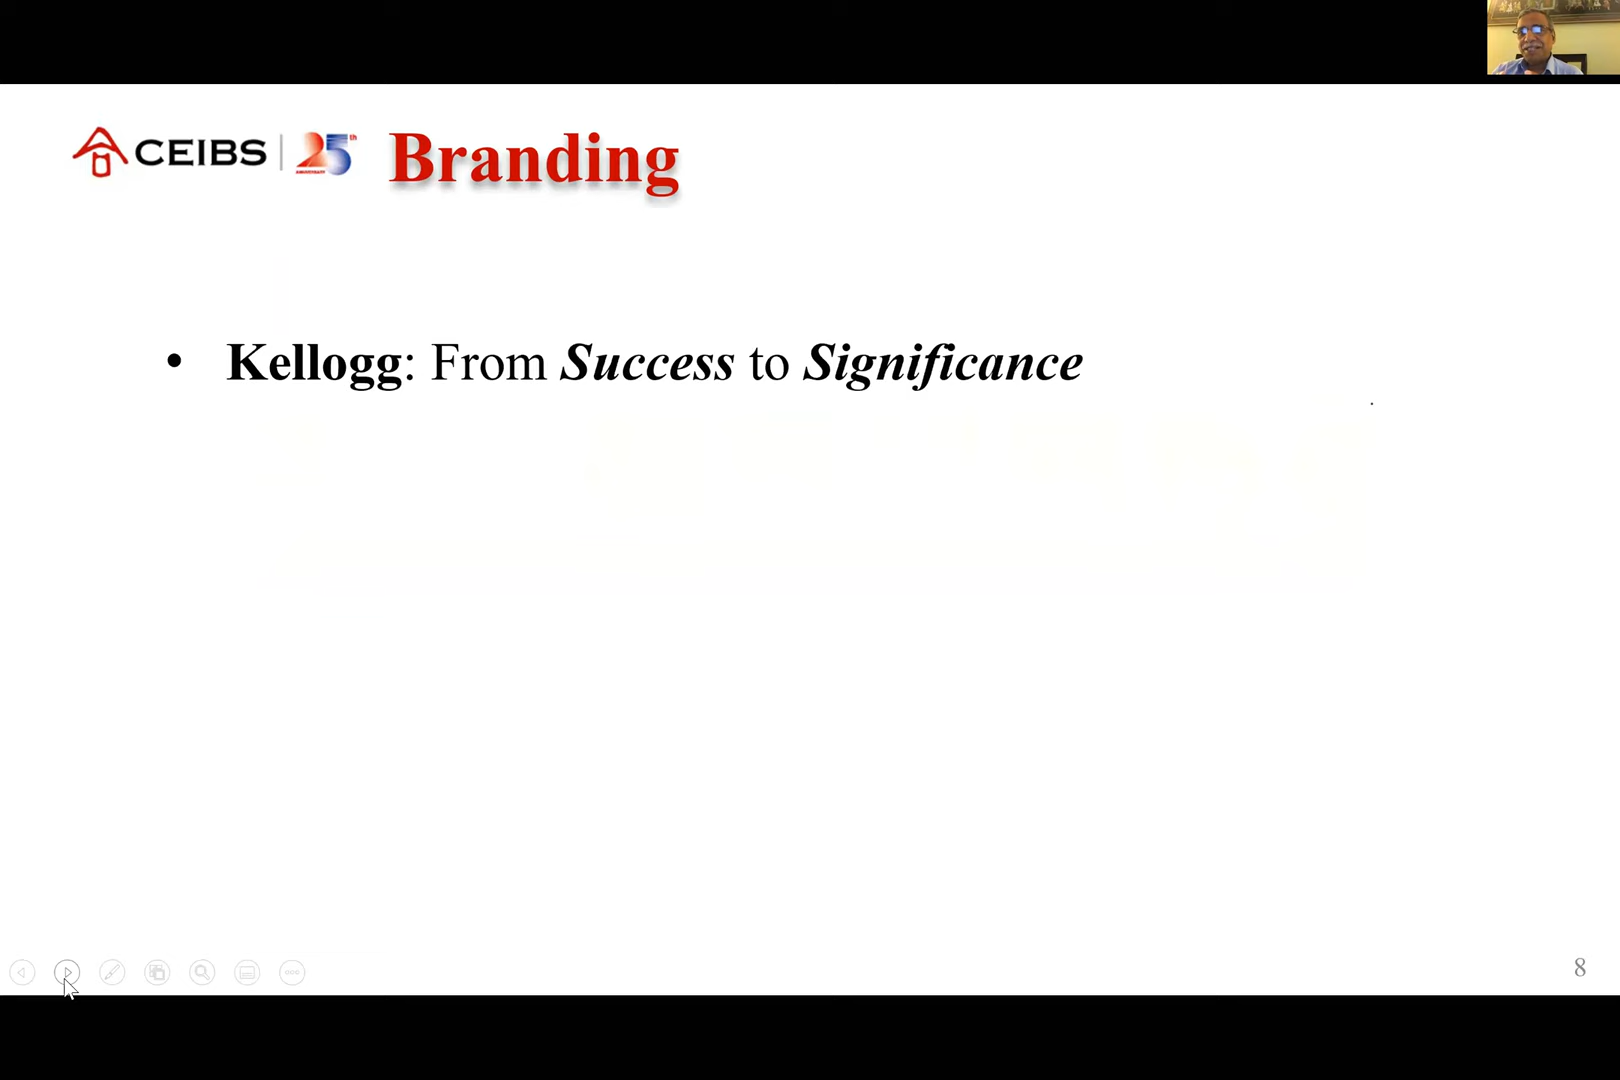 CEIBS 25th Branding
• Kellogg: From Success to Significance
8